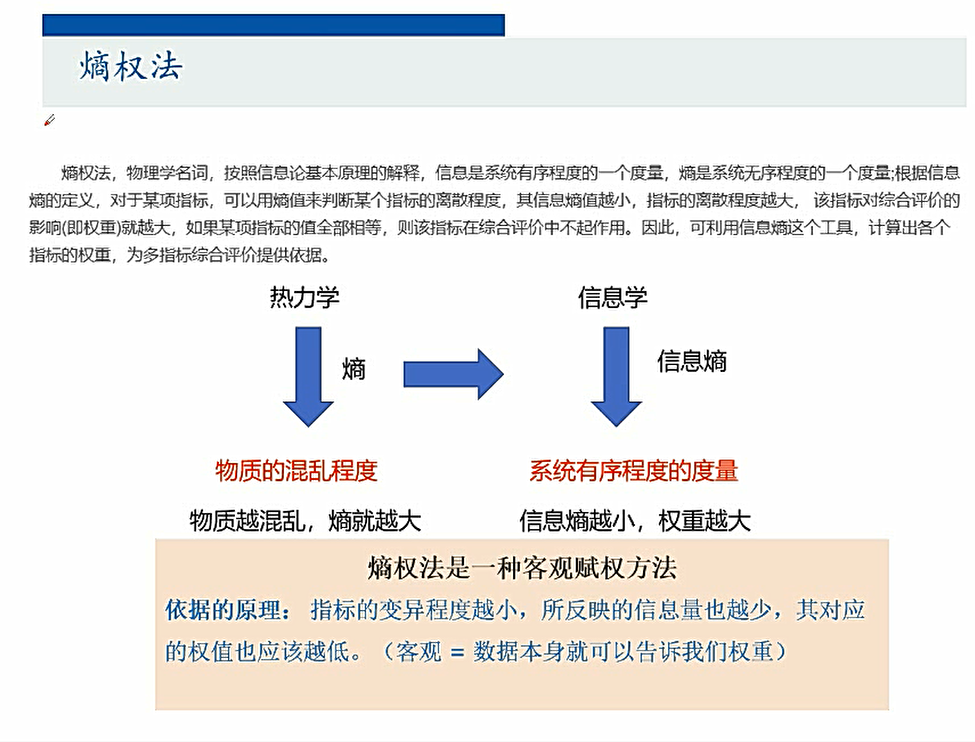 熵权法
熵权法，物理学名词，按照信息论基本原理的解释，信息是系统有序程度的一个度量，熵是系统无序程度的一个度量;根据信息
熵的定义，对于某项指标，可以用熵值来判断某个指标的离散程度，其信息熵值越小，指标的离散程度越大， 该指标对综合评价的
影响(即权重)就越大，如果某项指标的值全部相等，则该指标在综合评价中不起作用。因此，可利用信息熵这个工具，计算出各个
指标的权重，为多指标综合评价提供依据。
热力学
信息学
熵
信息熵
物质的混乱程度
系统有序程度的度量
物质越混乱，熵就越大
信息熵越小，权重越大
熵权法是一种客观赋权方法
依据的原理： 指标的变异程度越小，所反映的信息量也越少，其对应
的权值也应该越低。（客观 = 数据本身就可以告诉我们权重）